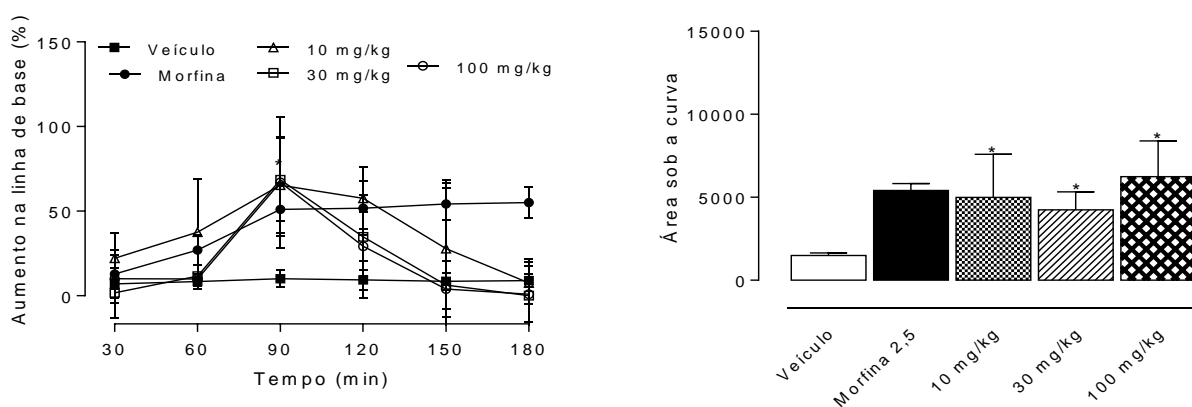 Aumento na linha de base (%)
150
100
50
0
Veículo
Morfina
10 mg/kg
30 mg/kg
100 mg/kg
*
30 60 90 120 150 180
Tempo (min)
Área sob a curva
15000
10000
5000
0
* * *
Veículo
Morfina 2,5
10 mg/kg
30 mg/kg
100 mg/kg